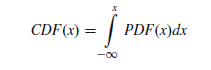 CDF(x) = ∫_{-∞}^{x} PDF(x)dx